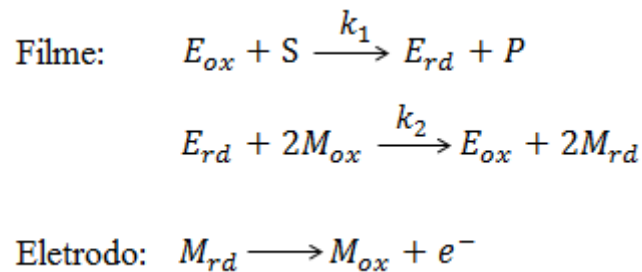 Filme: E_ox + S —k_1→ E_rd + P
E_rd + 2M_ox —k_2→ E_ox + 2M_rd
Eletrodo: M_rd ⟶ M_ox + e^-